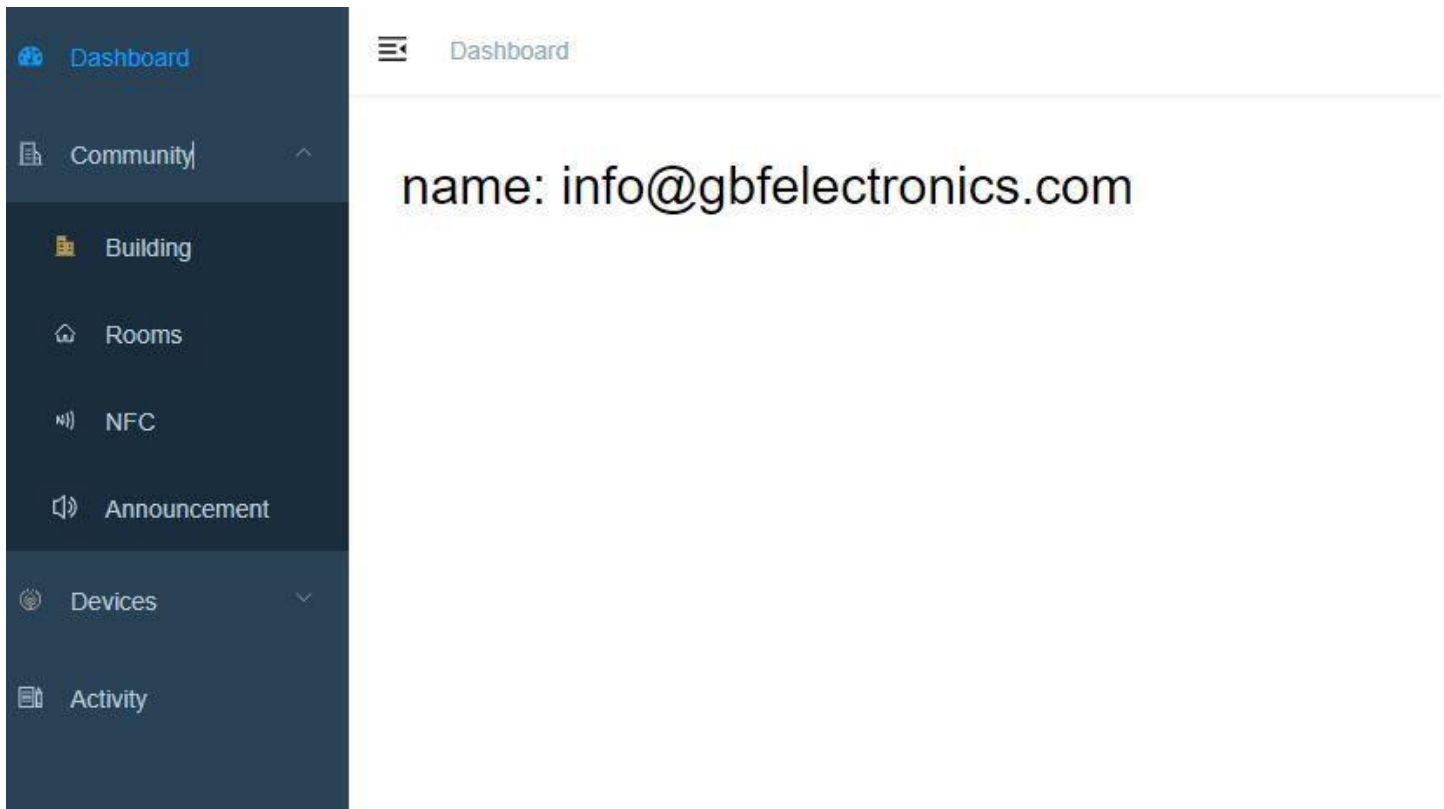 Dashboard
Community
Building
Rooms
NFC
Announcement
Devices
Activity
Dashboard
name: info@gbfelectronics.com